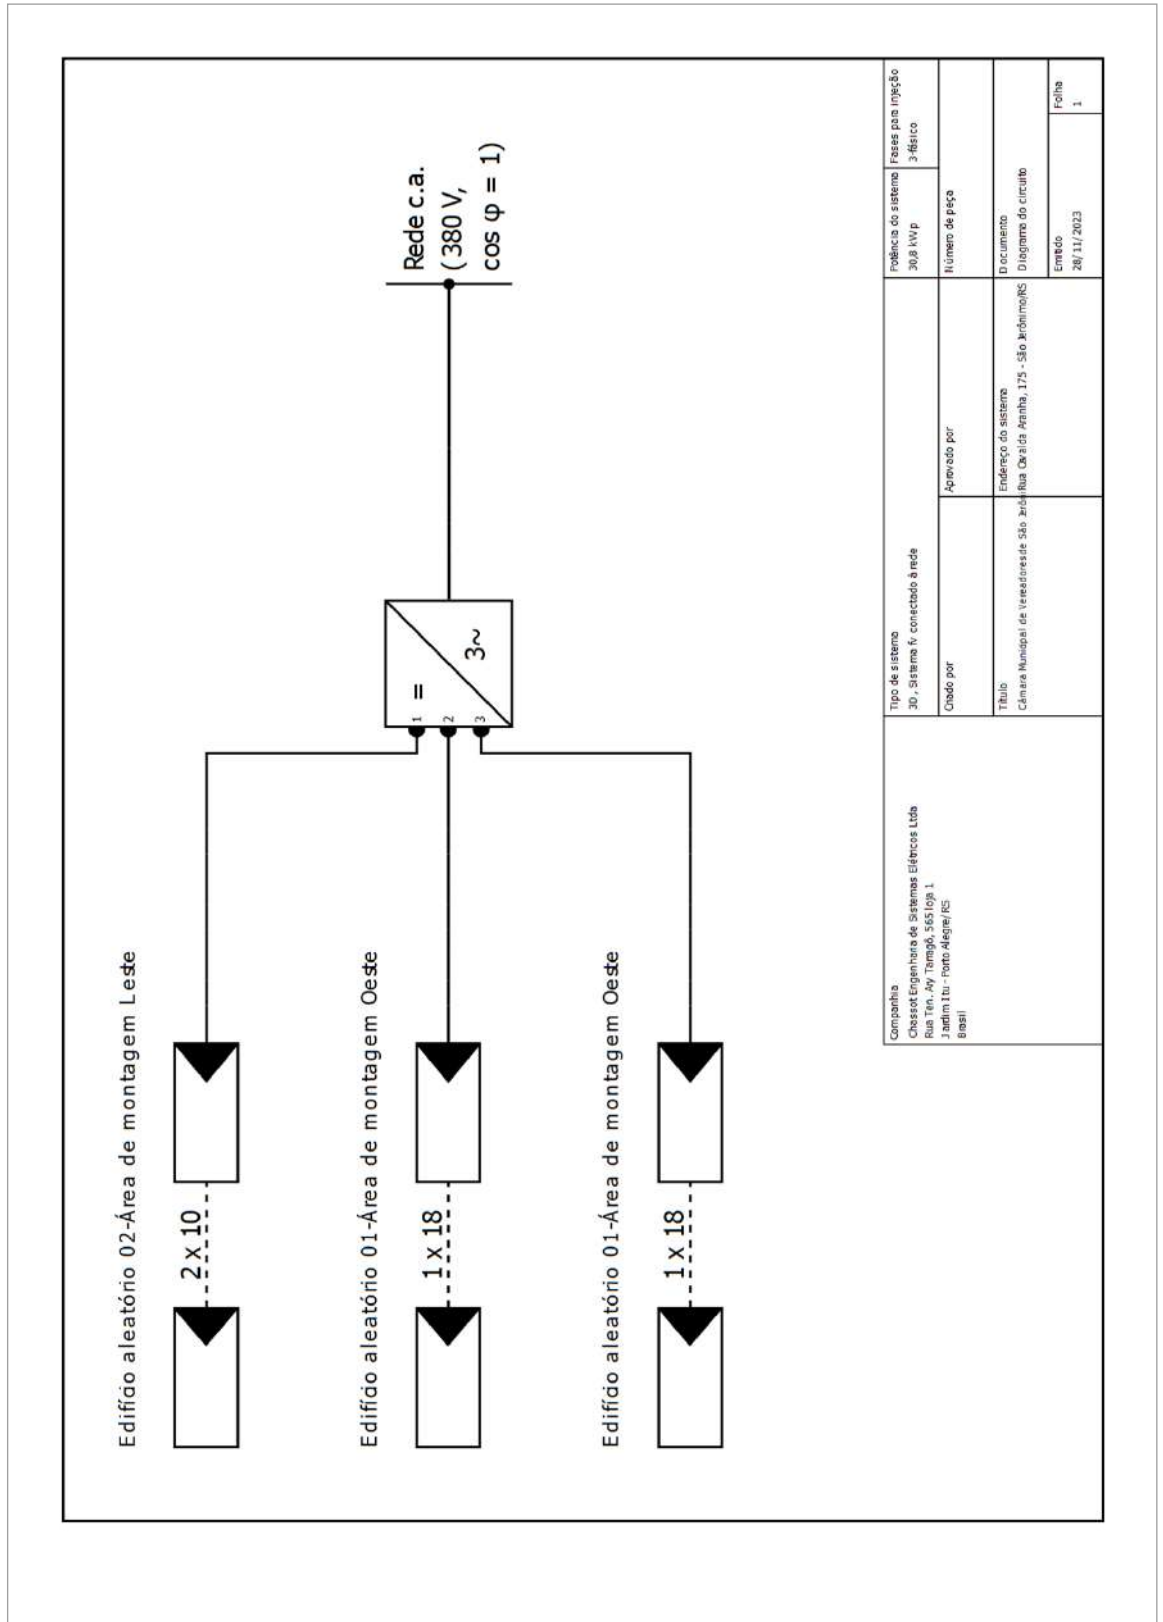 Edifício aleatório 02-Área de montagem Leste
2 x 10
Edifício aleatório 01-Área de montagem Oeste
1 x 18
Edifício aleatório 01-Área de montagem Oeste
1 x 18
1
=
2
3
3~
Rede c.a.
(380 V,
cos φ = 1)
Companhia
Chassot Engenharia de Sistemas Elétricos Ltda
Rua Ten. Ary Tarragô, 565 loja 1
Jardim Itu - Porto Alegre/RS
Brasil
Tipo de sistema
3D, Sistema fv conectado à rede
Potência do sistema
30,8 kWp
Fases para injeção
3-fásico
Criado por
Aprovado por
Número de peça
Título
Câmara Municipal de Vereadores de São Jerôni
Endereço do sistema
Rua Osvalda Aranha, 175 - São Jerônimo/RS
Documento
Diagrama do circuito
Emitido
28/11/2023
Folha
1